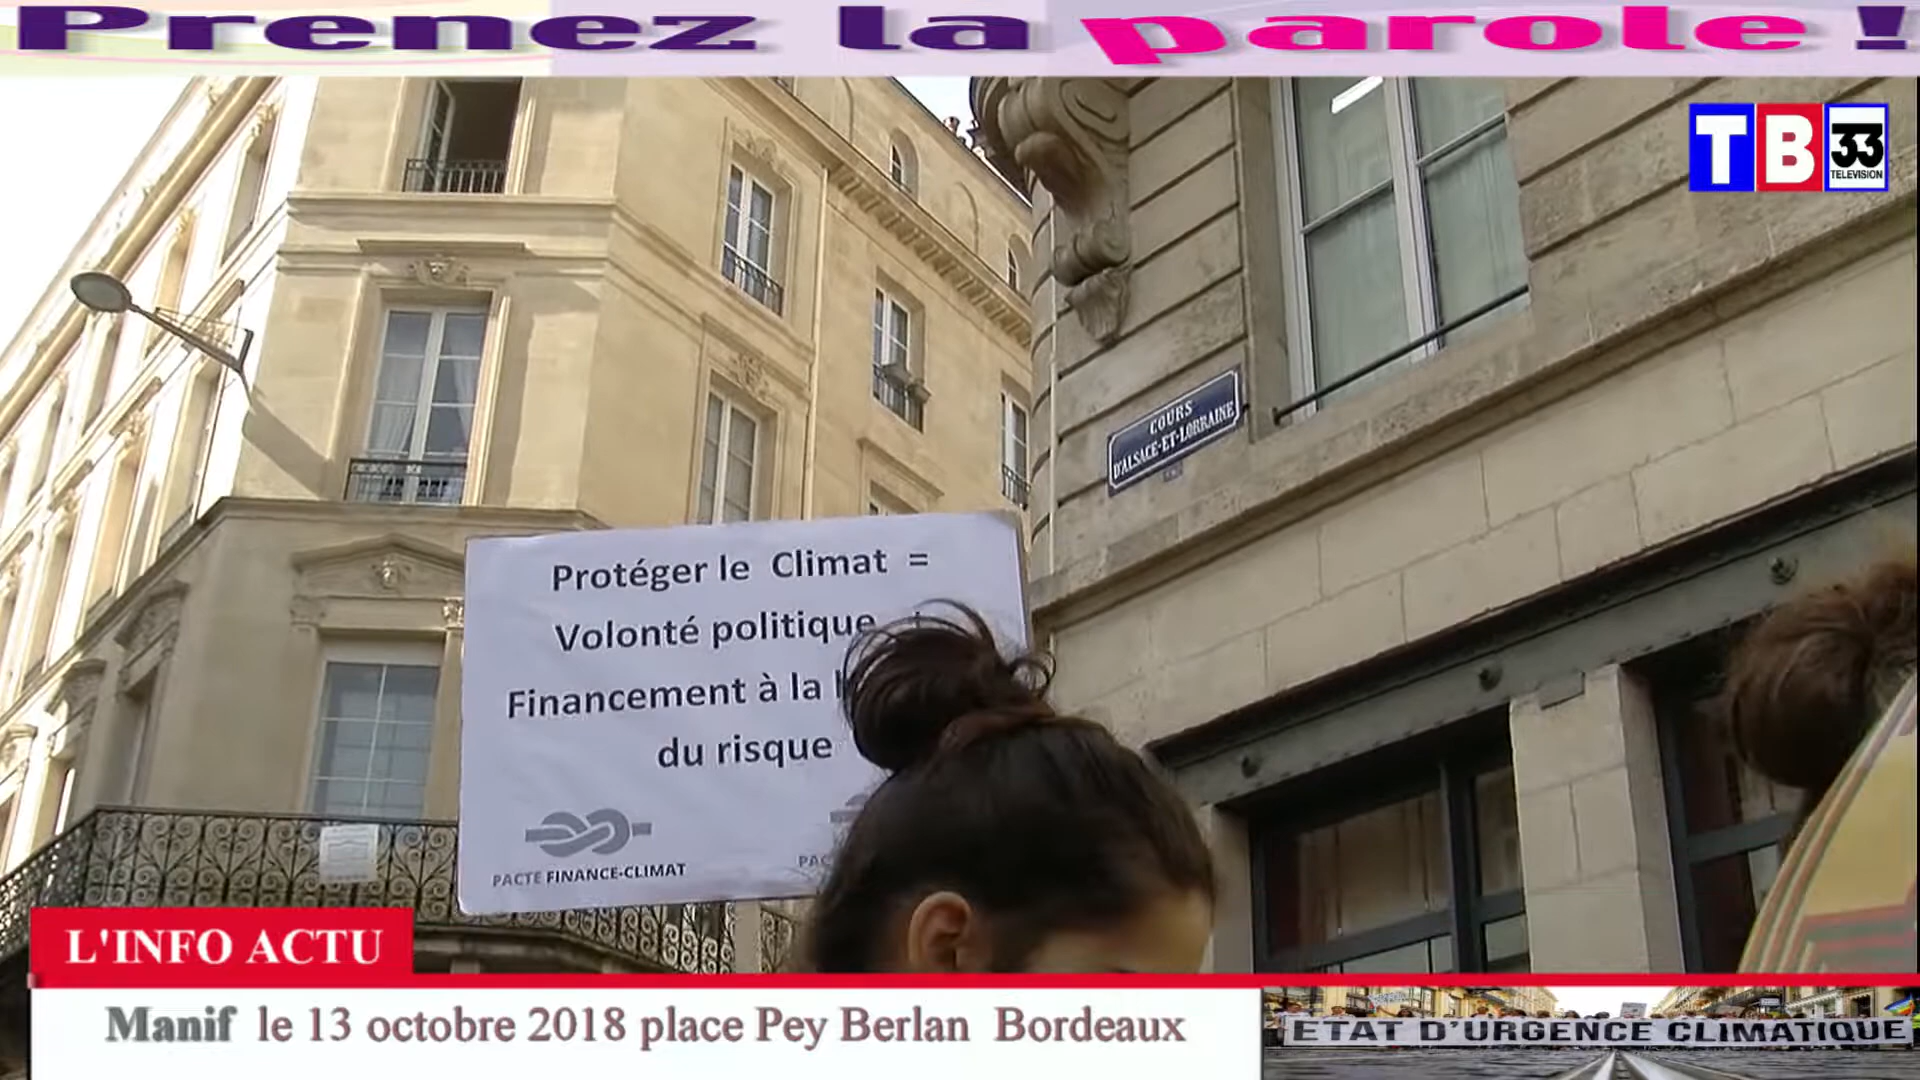 Prenez la parole !
TB 33
TELEVISION
COURS
D'ALSACE-ET-LORRAINE
Protéger le Climat =
Volonté politique
Financement à la
du risque
PACTE FINANCE-CLIMAT
L'INFO ACTU
Manif le 13 octobre 2018 place Pey Berlan Bordeaux
ETAT D'URGENCE CLIMATIQUE